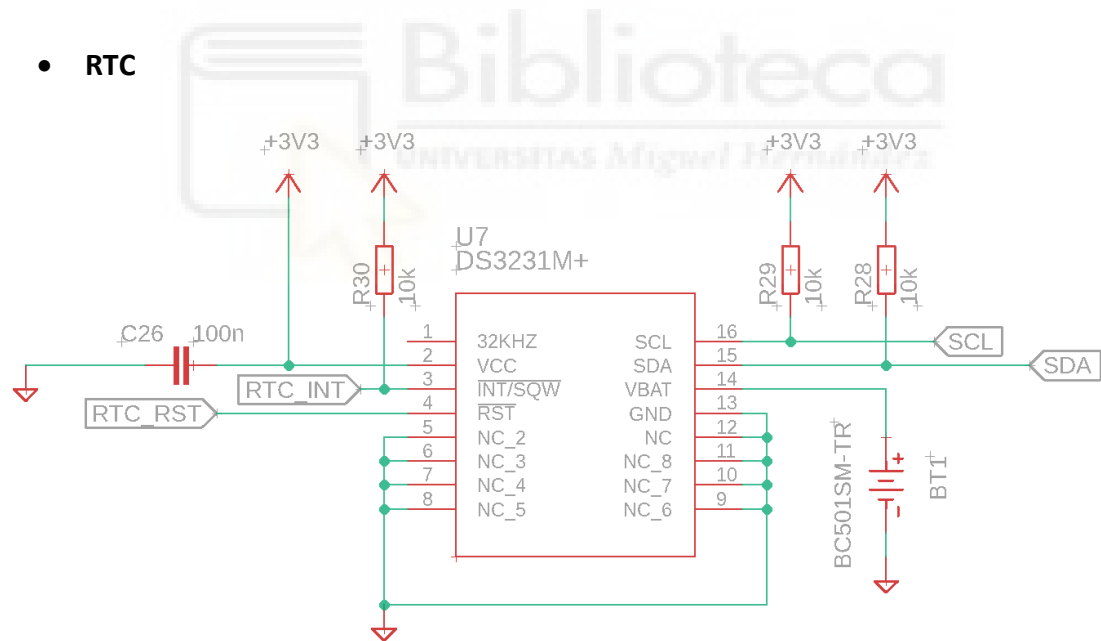 Biblioteca
UNIVERSITAS Miguel Hernández
• RTC
+3V3 +3V3 +3V3 +3V3
U7
DS3231M+
R30 10k
R29 10k
R28 10k
C26 100n
1 32KHZ SCL 16 SCL
2 VCC SDA 15 SDA
RTC_INT 3 INT/SQW VBAT 14
RTC_RST 4 RST GND 13
5 NC_2 NC 12
6 NC_3 NC_8 11
7 NC_4 NC_7 10
8 NC_5 NC_6 9
BC501SM-TR
+
-
BT1